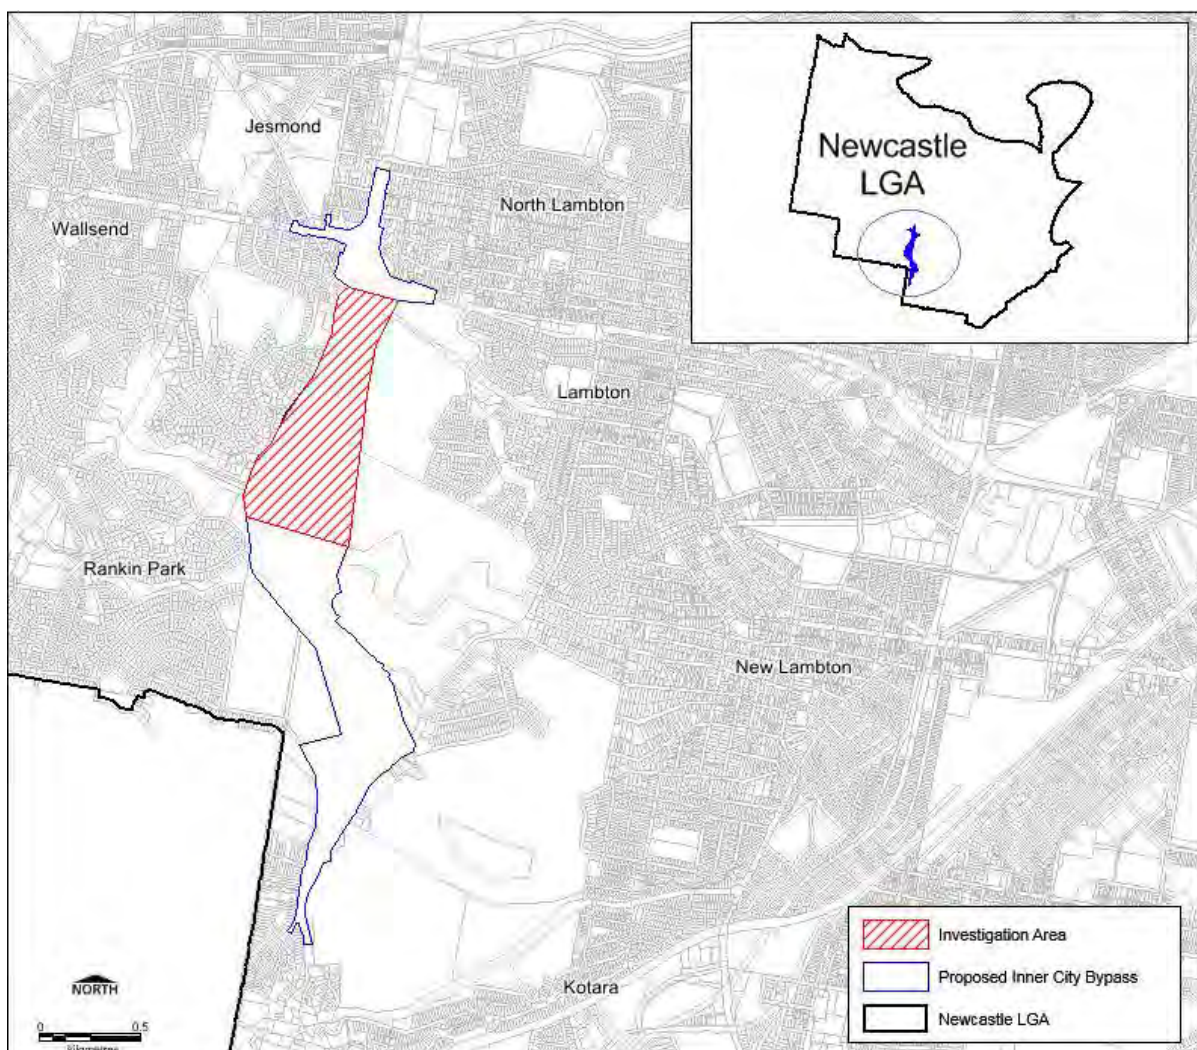 Jesmond
North Lambton
Wallsend
Lambton
Rankin Park
New Lambton
Kotara
Newcastle
LGA
Investigation Area
Proposed Inner City Bypass
Newcastle LGA
NORTH
0 0.5
Kilometres